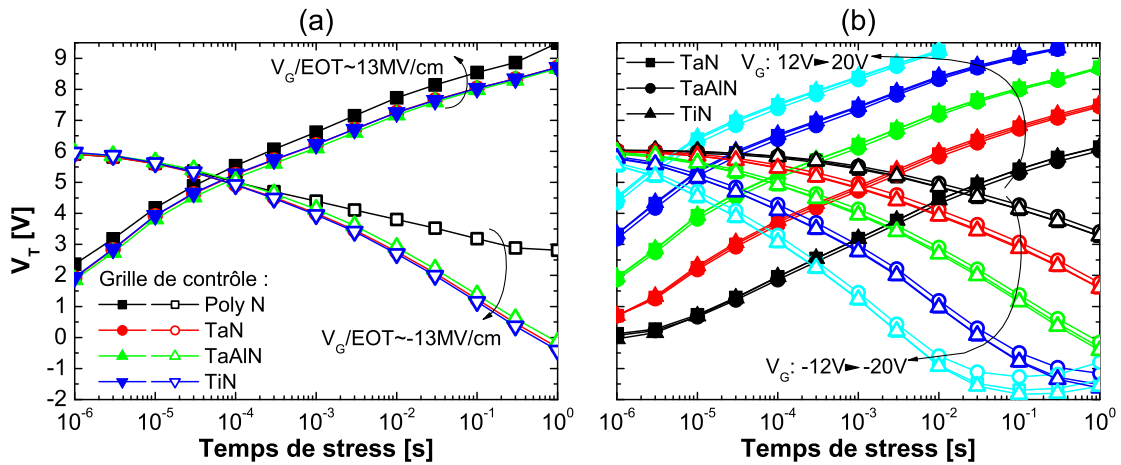 (a)
9
8
7
6
5
4
3
2
1
0
-1
-2
V_T [V]
V_G/EOT~13MV/cm
Grille de contrôle :
Poly N
TaN
TaAlN
TiN
V_G/EOT~-13MV/cm
10^-6 10^-5 10^-4 10^-3 10^-2 10^-1 10^0
Temps de stress [s]
(b)
TaN
TaAlN
TiN
V_G: 12V►20V
V_G: -12V►-20V
10^-6 10^-5 10^-4 10^-3 10^-2 10^-1 10^0
Temps de stress [s]